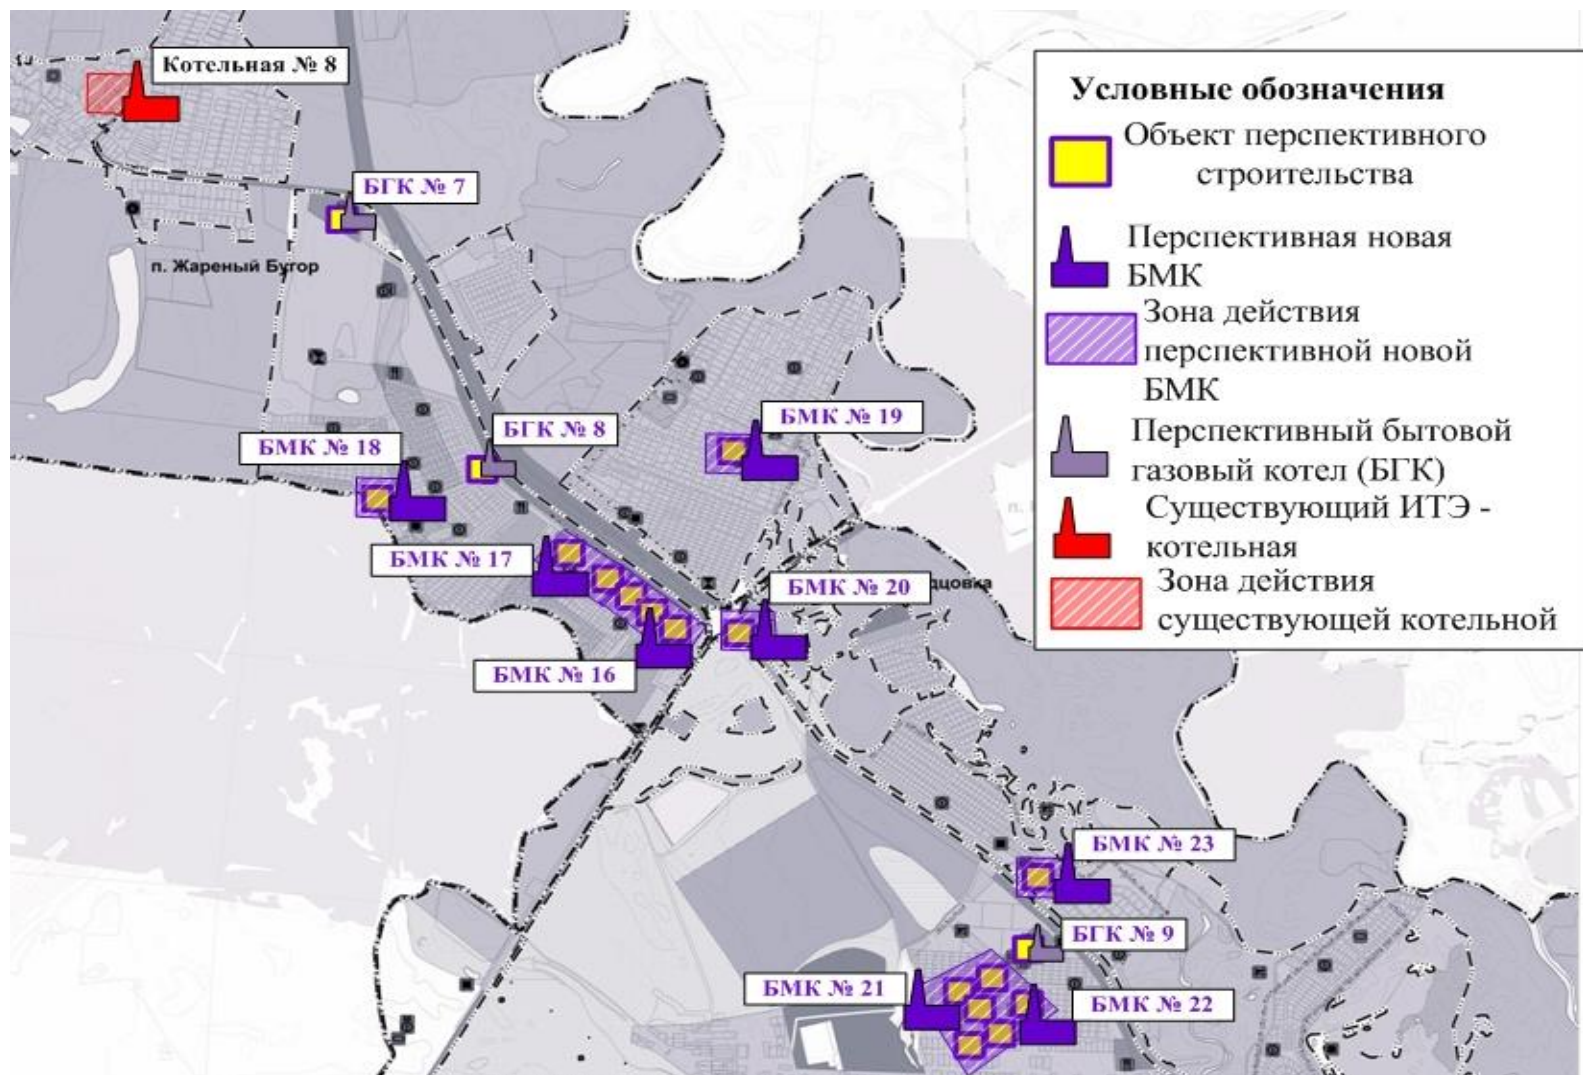 Котельная № 8
БГК № 7
п. Жареный Бугор
БМК № 19
БГК № 8
БМК № 18
БМК № 17
БМК № 20
БМК № 16
БМК № 23
БГК № 9
БМК № 21
БМК № 22
Условные обозначения
Объект перспективного
строительства
Перспективная новая
БМК
Зона действия
перспективной новой
БМК
Перспективный бытовой
газовый котел (БГК)
Существующий ИТЭ -
котельная
Зона действия
существующей котельной